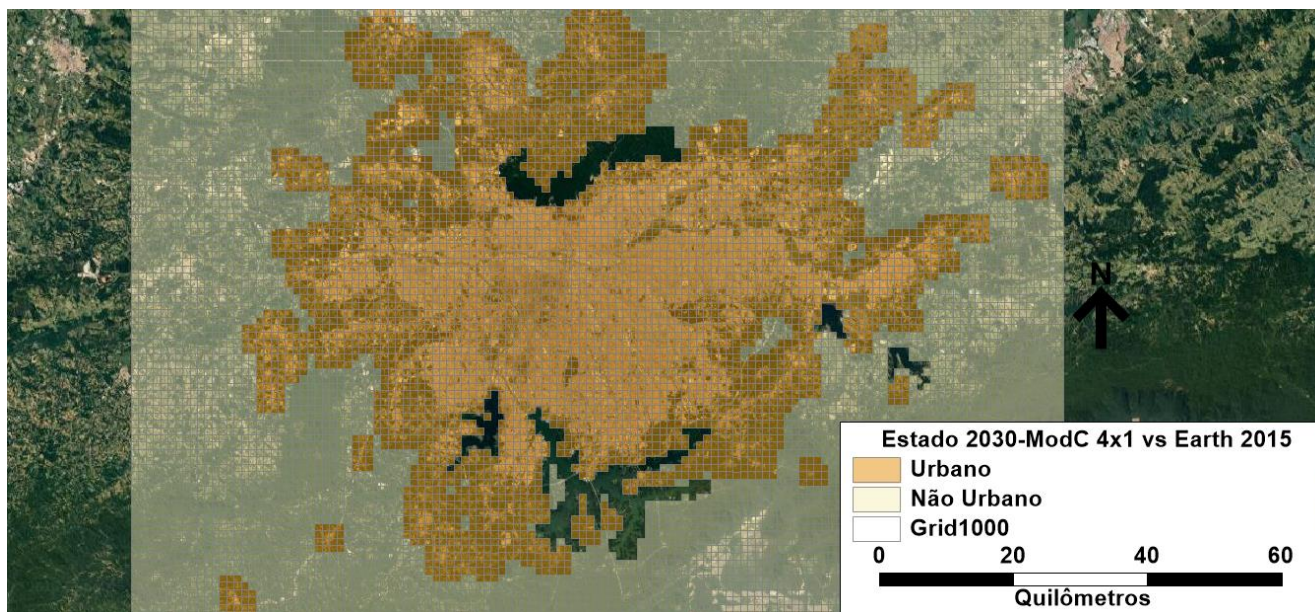 N
Estado 2030-ModC 4x1 vs Earth 2015
Urbano
Não Urbano
Grid1000
0 20 40 60
Quilômetros